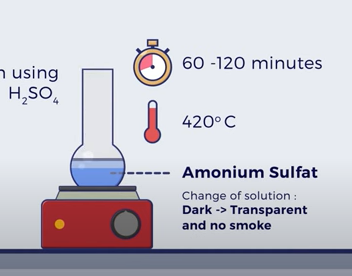 n using
H₂SO₄
60 -120 minutes
420° C
Amonium Sulfat
Change of solution :
Dark -> Transparent
and no smoke